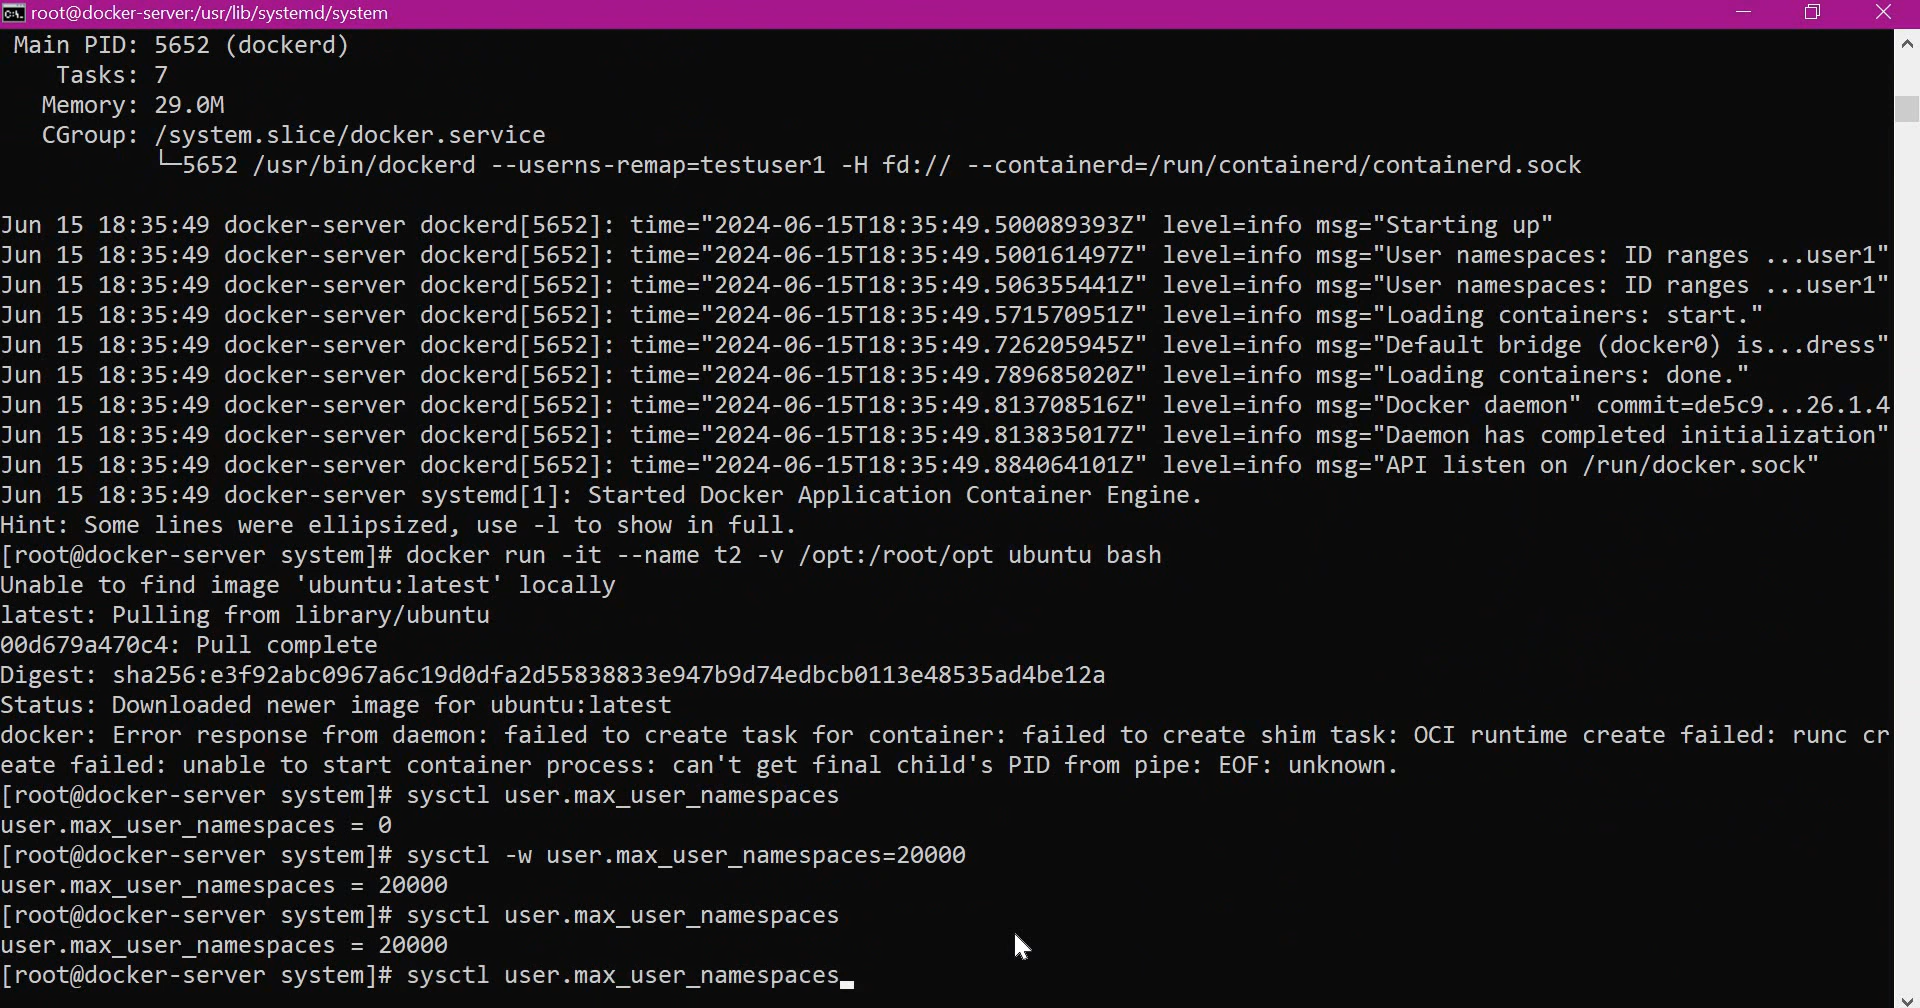 root@docker-server:/usr/lib/systemd/system
Main PID: 5652 (dockerd)
Tasks: 7
Memory: 29.0M
CGroup: /system.slice/docker.service
└─5652 /usr/bin/dockerd --userns-remap=testuser1 -H fd:// --containerd=/run/containerd/containerd.sock
Jun 15 18:35:49 docker-server dockerd[5652]: time="2024-06-15T18:35:49.500089393Z" level=info msg="Starting up"
Jun 15 18:35:49 docker-server dockerd[5652]: time="2024-06-15T18:35:49.500161497Z" level=info msg="User namespaces: ID ranges ...user1"
Jun 15 18:35:49 docker-server dockerd[5652]: time="2024-06-15T18:35:49.506355441Z" level=info msg="User namespaces: ID ranges ...user1"
Jun 15 18:35:49 docker-server dockerd[5652]: time="2024-06-15T18:35:49.571570951Z" level=info msg="Loading containers: start."
Jun 15 18:35:49 docker-server dockerd[5652]: time="2024-06-15T18:35:49.726205945Z" level=info msg="Default bridge (docker0) is...dress"
Jun 15 18:35:49 docker-server dockerd[5652]: time="2024-06-15T18:35:49.789685020Z" level=info msg="Loading containers: done."
Jun 15 18:35:49 docker-server dockerd[5652]: time="2024-06-15T18:35:49.813708516Z" level=info msg="Docker daemon" commit=de5c9...26.1.4
Jun 15 18:35:49 docker-server dockerd[5652]: time="2024-06-15T18:35:49.813835017Z" level=info msg="Daemon has completed initialization"
Jun 15 18:35:49 docker-server dockerd[5652]: time="2024-06-15T18:35:49.884064101Z" level=info msg="API listen on /run/docker.sock"
Jun 15 18:35:49 docker-server systemd[1]: Started Docker Application Container Engine.
Hint: Some lines were ellipsized, use -l to show in full.
[root@docker-server system]# docker run -it --name t2 -v /opt:/root/opt ubuntu bash
Unable to find image 'ubuntu:latest' locally
latest: Pulling from library/ubuntu
00d679a470c4: Pull complete
Digest: sha256:e3f92abc0967a6c19d0dfa2d55838833e947b9d74edbcb0113e48535ad4be12a
Status: Downloaded newer image for ubuntu:latest
docker: Error response from daemon: failed to create task for container: failed to create shim task: OCI runtime create failed: runc cr
eate failed: unable to start container process: can't get final child's PID from pipe: EOF: unknown.
[root@docker-server system]# sysctl user.max_user_namespaces
user.max_user_namespaces = 0
[root@docker-server system]# sysctl -w user.max_user_namespaces=20000
user.max_user_namespaces = 20000
[root@docker-server system]# sysctl user.max_user_namespaces
user.max_user_namespaces = 20000
[root@docker-server system]# sysctl user.max_user_namespaces